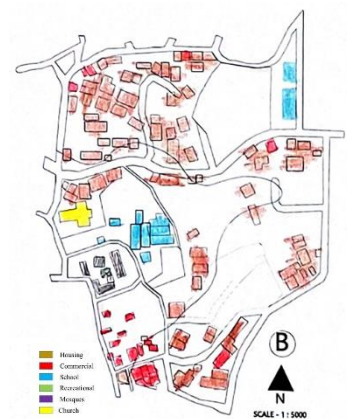 Housing
Commercial
School
Recreational
Mosques
Church
B
N
SCALE - 1 : 5000